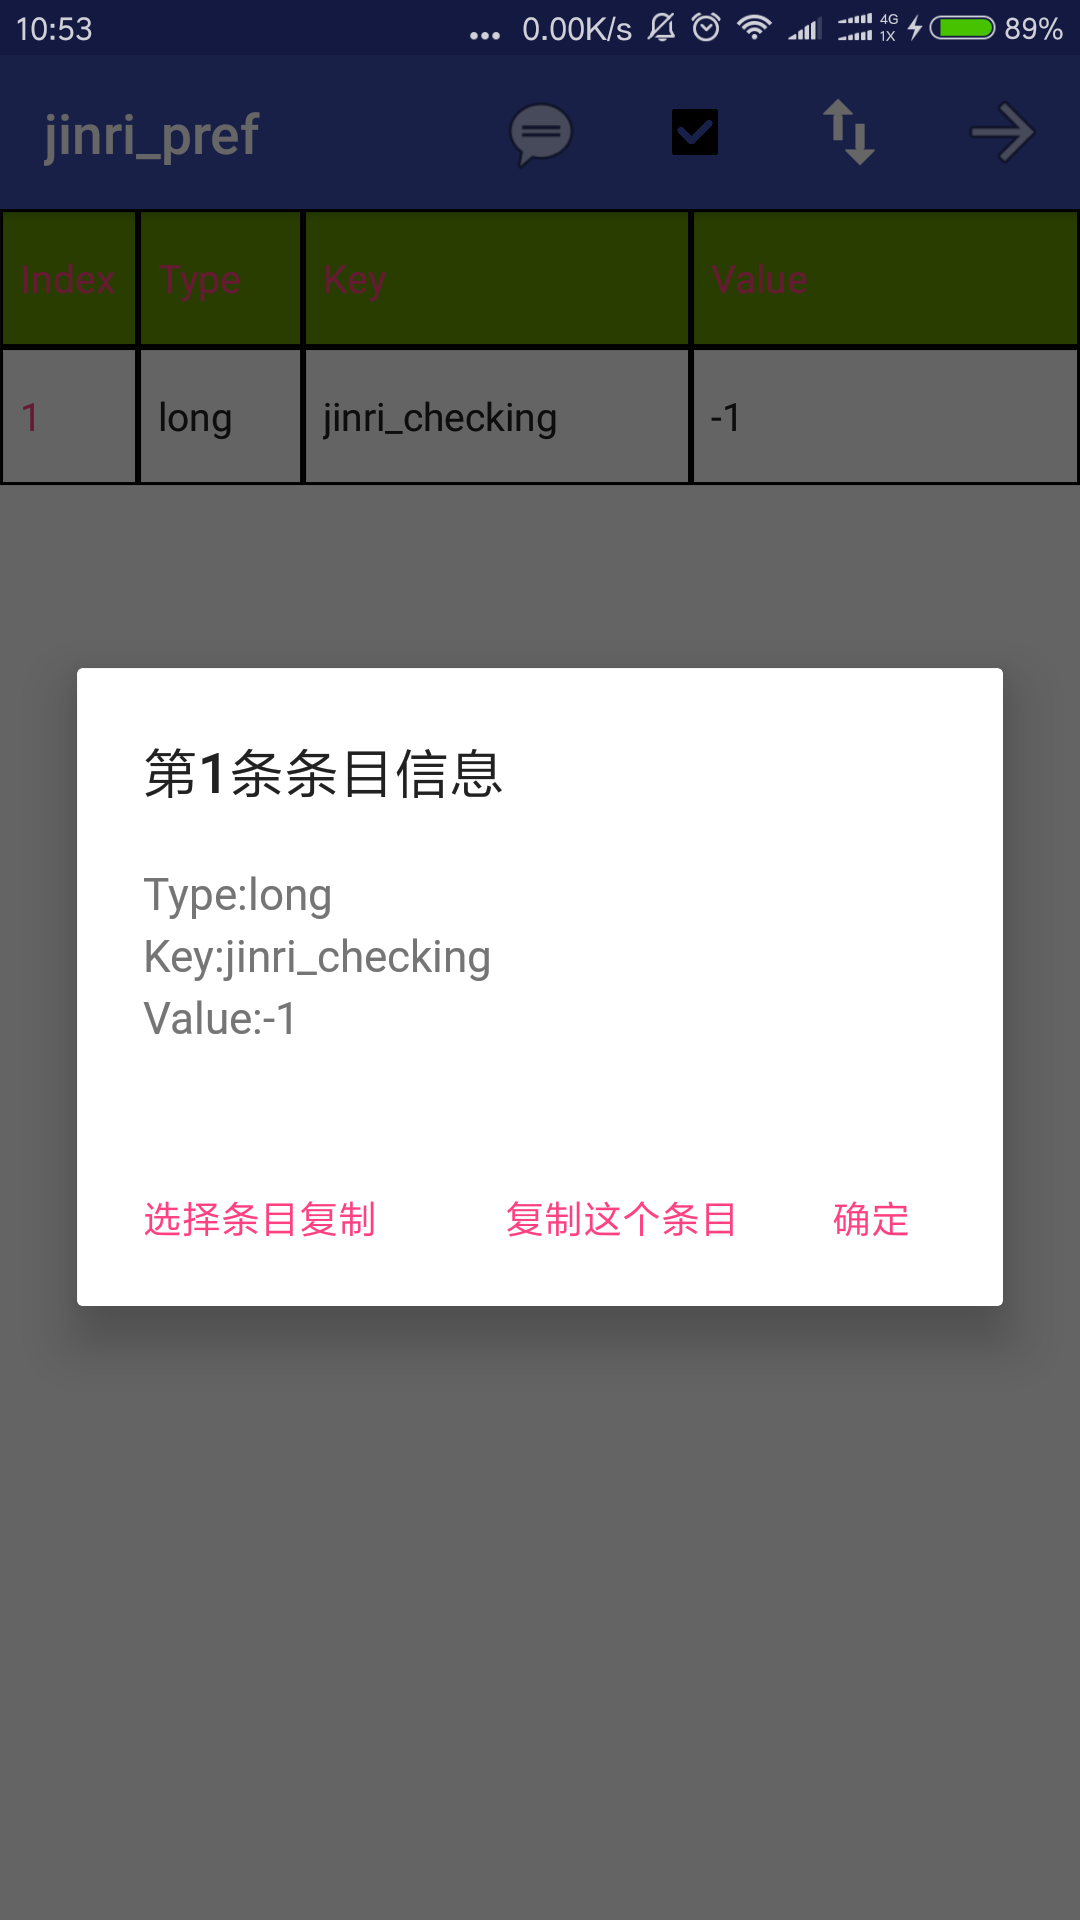 10:53 ... 0.00K/s 4G 1X 89%
jinri_pref
Index Type Key Value
1 long jinri_checking -1
第1条条目信息
Type:long
Key:jinri_checking
Value:-1
选择条目复制 复制这个条目 确定